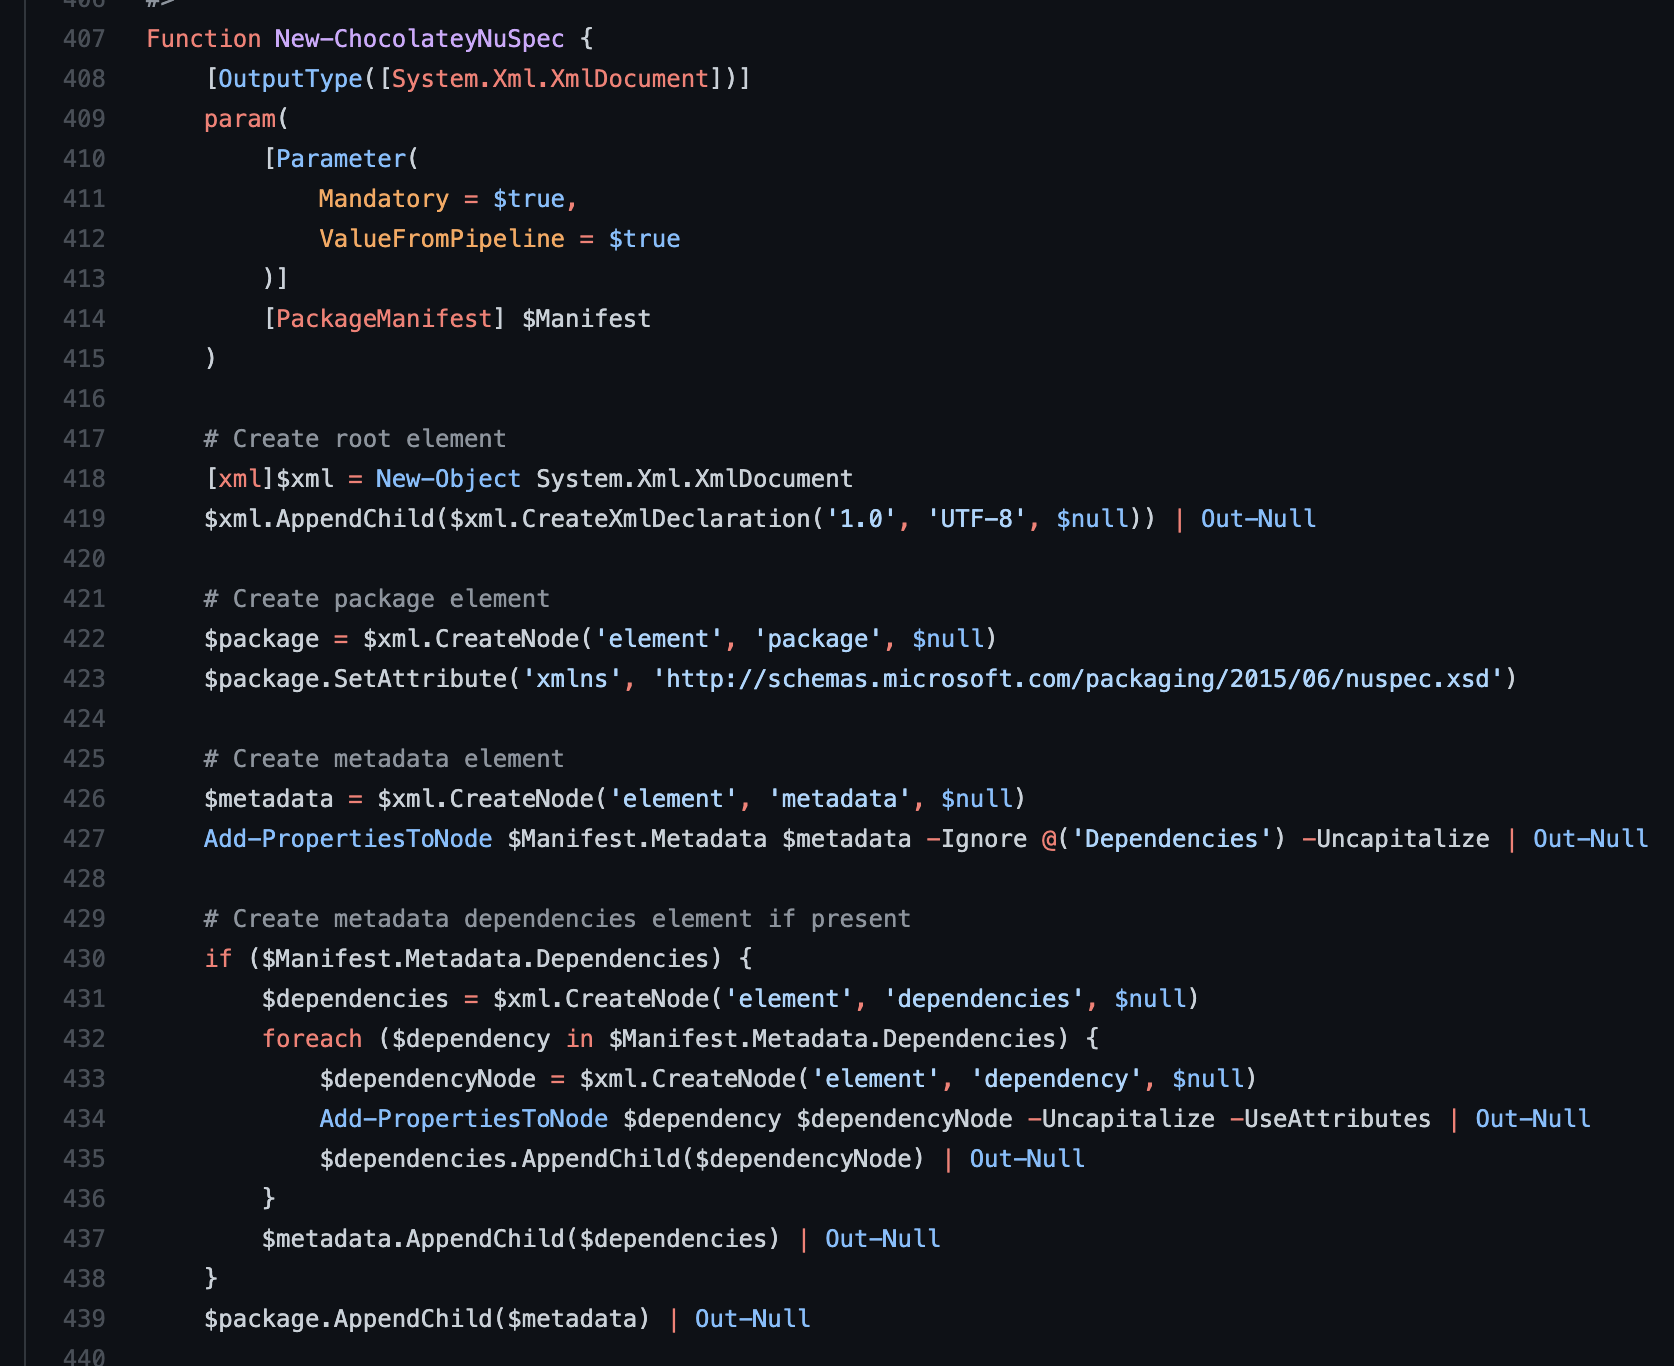 406 #>
407 Function New-ChocolateyNuSpec {
408     [OutputType([System.Xml.XmlDocument])]
409     param(
410         [Parameter(
411             Mandatory = $true,
412             ValueFromPipeline = $true
413         )]
414         [PackageManifest] $Manifest
415     )
416
417     # Create root element
418     [xml]$xml = New-Object System.Xml.XmlDocument
419     $xml.AppendChild($xml.CreateXmlDeclaration('1.0', 'UTF-8', $null)) | Out-Null
420
421     # Create package element
422     $package = $xml.CreateNode('element', 'package', $null)
423     $package.SetAttribute('xmlns', 'http://schemas.microsoft.com/packaging/2015/06/nuspec.xsd')
424
425     # Create metadata element
426     $metadata = $xml.CreateNode('element', 'metadata', $null)
427     Add-PropertiesToNode $Manifest.Metadata $metadata -Ignore @('Dependencies') -Uncapitalize | Out-Null
428
429     # Create metadata dependencies element if present
430     if ($Manifest.Metadata.Dependencies) {
431         $dependencies = $xml.CreateNode('element', 'dependencies', $null)
432         foreach ($dependency in $Manifest.Metadata.Dependencies) {
433             $dependencyNode = $xml.CreateNode('element', 'dependency', $null)
434             Add-PropertiesToNode $dependency $dependencyNode -Uncapitalize -UseAttributes | Out-Null
435             $dependencies.AppendChild($dependencyNode) | Out-Null
436         }
437         $metadata.AppendChild($dependencies) | Out-Null
438     }
439     $package.AppendChild($metadata) | Out-Null
440